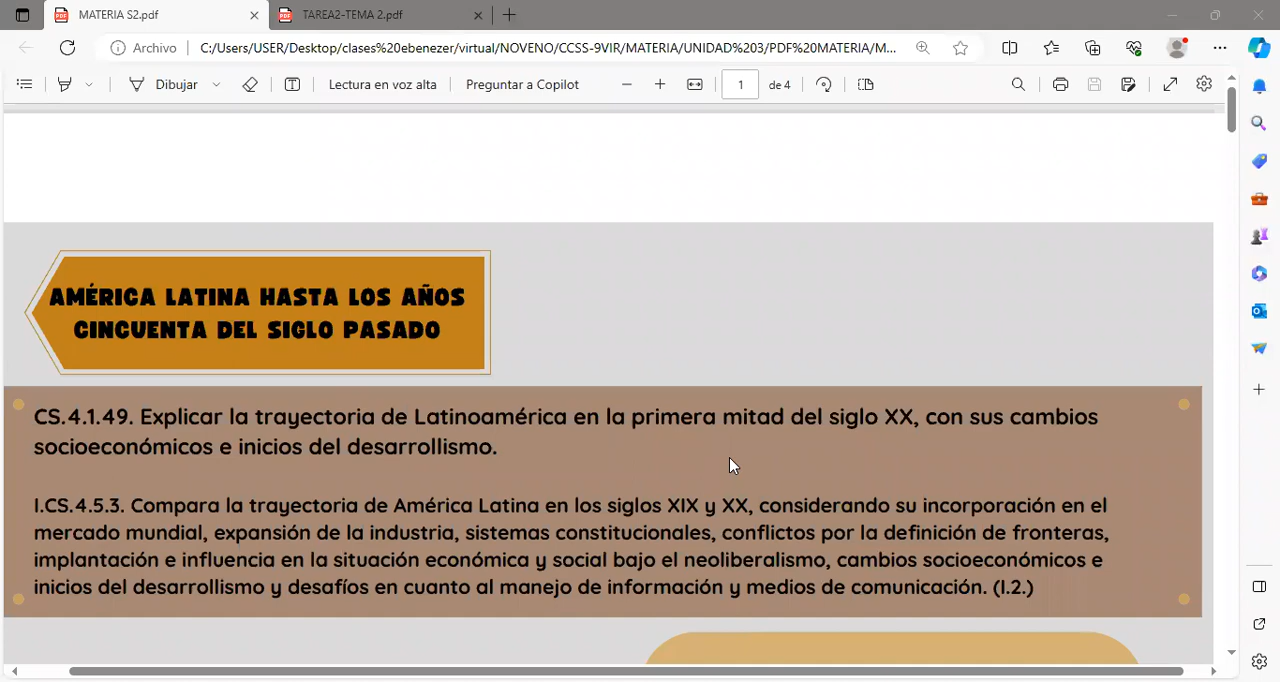 MATERIA S2.pdf
TAREA2-TEMA 2.pdf
Archivo
C:/Users/USER/Desktop/clases%20ebenezer/virtual/NOVENO/CCSS-9VIR/MATERIA/UNIDAD%203/PDF%20MATERIA/M...
Dibujar
Lectura en voz alta
Preguntar a Copilot
1
de 4
AMÉRICA LATINA HASTA LOS AÑOS
CINCUENTA DEL SIGLO PASADO
CS.4.1.49. Explicar la trayectoria de Latinoamérica en la primera mitad del siglo XX, con sus cambios
socioeconómicos e inicios del desarrollismo.
I.CS.4.5.3. Compara la trayectoria de América Latina en los siglos XIX y XX, considerando su incorporación en el
mercado mundial, expansión de la industria, sistemas constitucionales, conflictos por la definición de fronteras,
implantación e influencia en la situación económica y social bajo el neoliberalismo, cambios socioeconómicos e
inicios del desarrollismo y desafíos en cuanto al manejo de información y medios de comunicación. (I.2.)